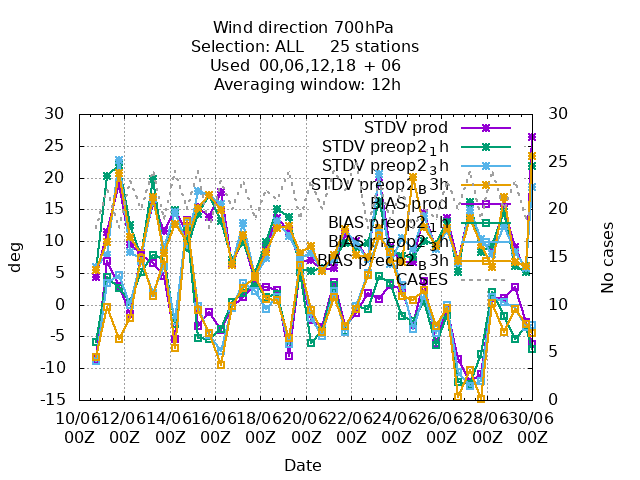 Wind direction 700hPa
Selection: ALL 25 stations
Used 00,06,12,18 + 06
Averaging window: 12h
30 30
STDV prod
25 25
STDV preop2_1h
STDV preop2_3h
20 20
STDV preop2_B3h
BIAS prod
15 15
BIAS preop2_1h
BIAS preop2_3h
10
BIAS preop2_B3h
CASES
5
deg
No cases
0 10
-5
-10 5
-15 0
10/06 12/06 14/06 16/06 18/06 20/06 22/06 24/06 26/06 28/06 30/06
00Z 00Z 00Z 00Z 00Z 00Z 00Z 00Z 00Z 00Z 00Z
Date